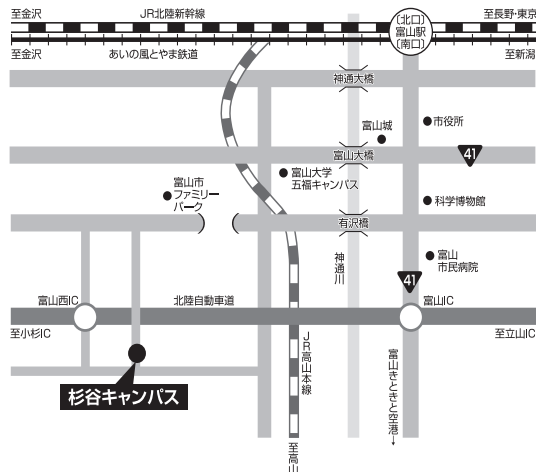 至金沢
JR北陸新幹線
至長野・東京
〔北口〕
富山駅
〔南口〕
至金沢
あいの風とやま鉄道
至新潟
神通大橋
市役所
富山城
富山大橋
41
富山大学
五福キャンパス
富山市
ファミリー
パーク
科学博物館
有沢橋
神通川
富山
市民病院
41
富山西IC
北陸自動車道
富山IC
至小杉IC
至立山IC
JR高山本線
富山きときと空港→
杉谷キャンパス
至高山